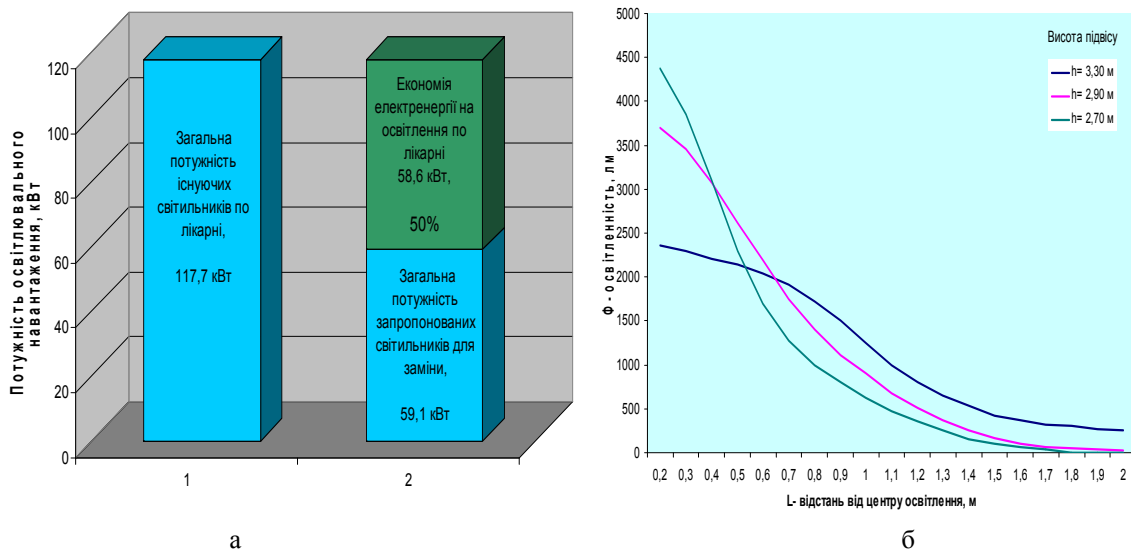 Потужність освітлювального
навантаження, кВт
120
100
80
60
40
20
0
Загальна
потужність
існуючих
світильників по
лікарні,
117,7 кВт
Економія
електренергії на
освітлення по
лікарні
58,6 кВт,
50%
Загальна
потужність
запропонованих
світильників для
заміни,
59,1 кВт
1
2
а
Ф - освітленність, лм
5000
4500
4000
3500
3000
2500
2000
1500
1000
500
0
Висота підвісу
h= 3,30 м
h= 2,90 м
h= 2,70 м
0,2 0,3 0,4 0,5 0,6 0,7 0,8 0,9 1 1,1 1,2 1,3 1,4 1,5 1,6 1,7 1,8 1,9 2
L- відстань від центру освітлення, м
б